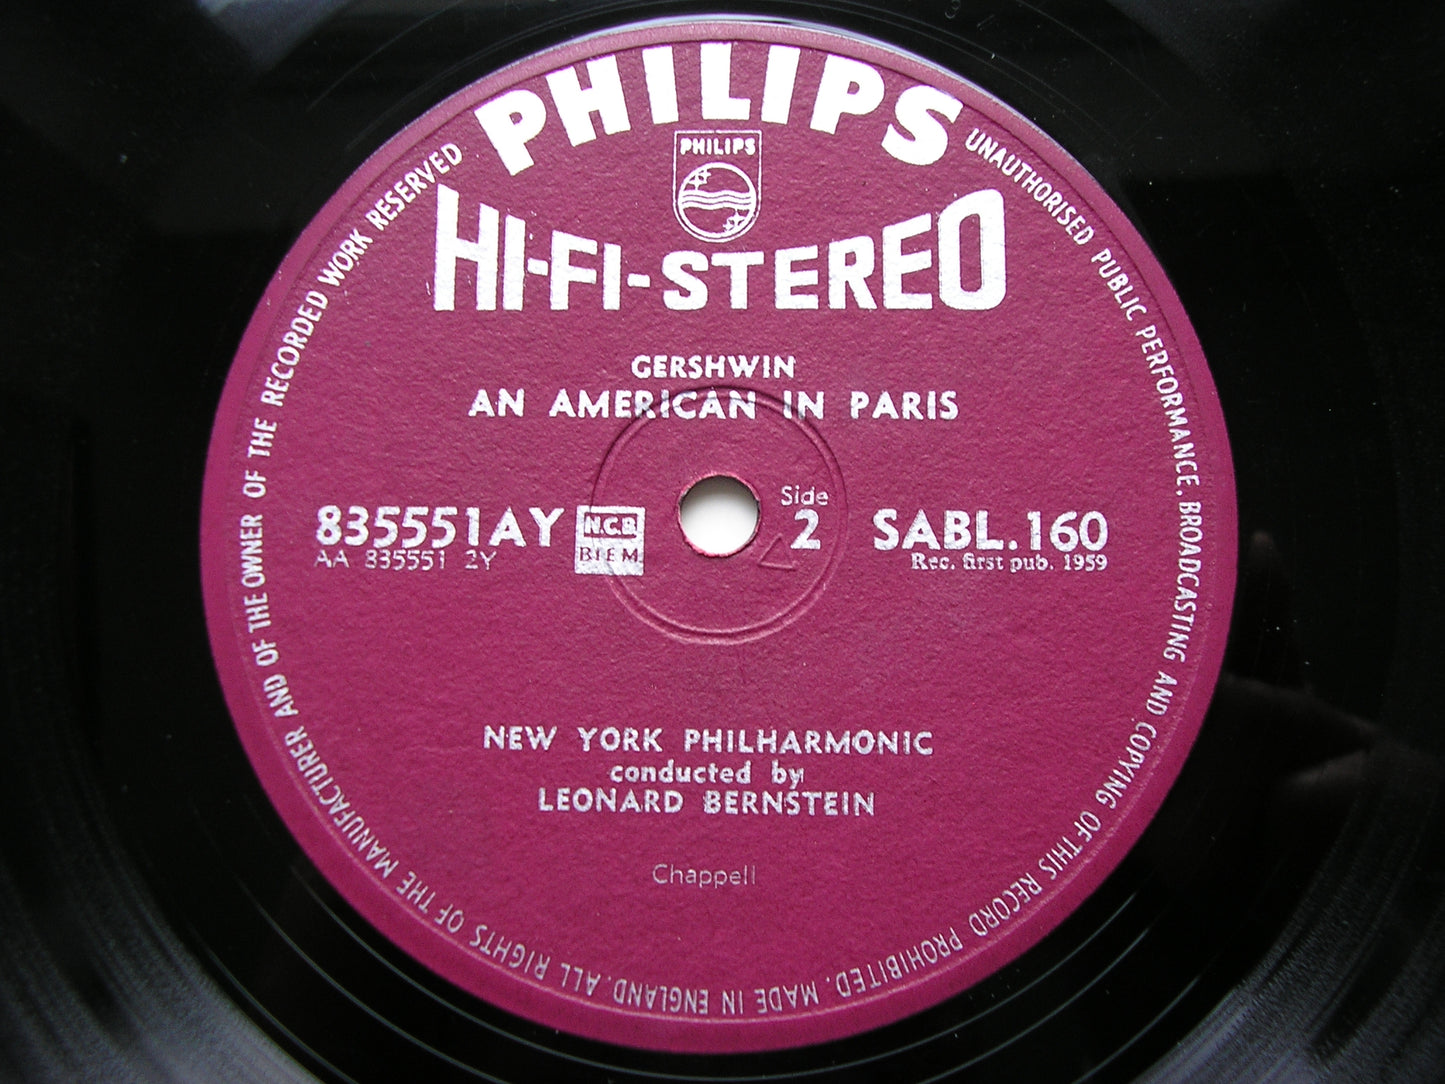 PHILIPS
PHILIPS
HI-FI-STEREO
GERSHWIN
AN AMERICAN IN PARIS
835551AY
AA 835551 2Y
N.C.B.
BIEM
Side
2
SABL.160
Rec. first pub. 1959
NEW YORK PHILHARMONIC
conducted by
LEONARD BERNSTEIN
Chappell
ALL RIGHTS OF THE MANUFACTURER AND OF THE OWNER OF THE RECORDED WORK RESERVED
UNAUTHORISED PUBLIC PERFORMANCE, BROADCASTING AND COPYING OF THIS RECORD PROHIBITED. MADE IN ENGLAND.